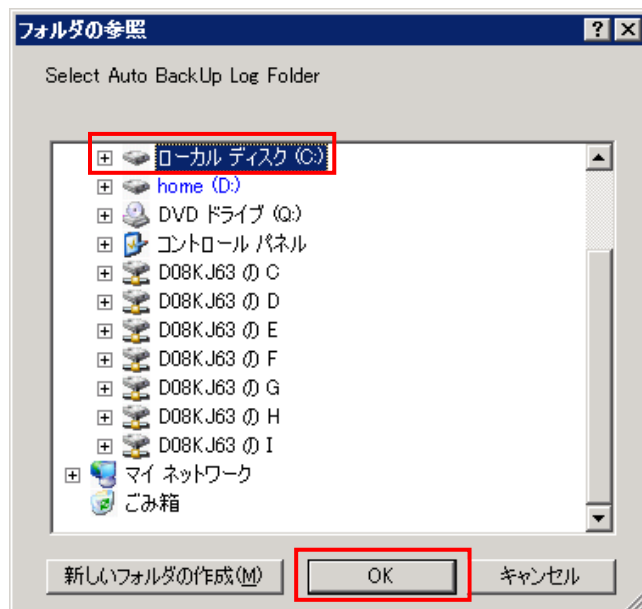 フォルダの参照
Select Auto BackUp Log Folder
ローカル ディスク (C:)
home (D:)
DVD ドライブ (Q:)
コントロール パネル
D08KJ63 の C
D08KJ63 の D
D08KJ63 の E
D08KJ63 の F
D08KJ63 の G
D08KJ63 の H
D08KJ63 の I
マイ ネットワーク
ごみ箱
新しいフォルダの作成(M) OK キャンセル